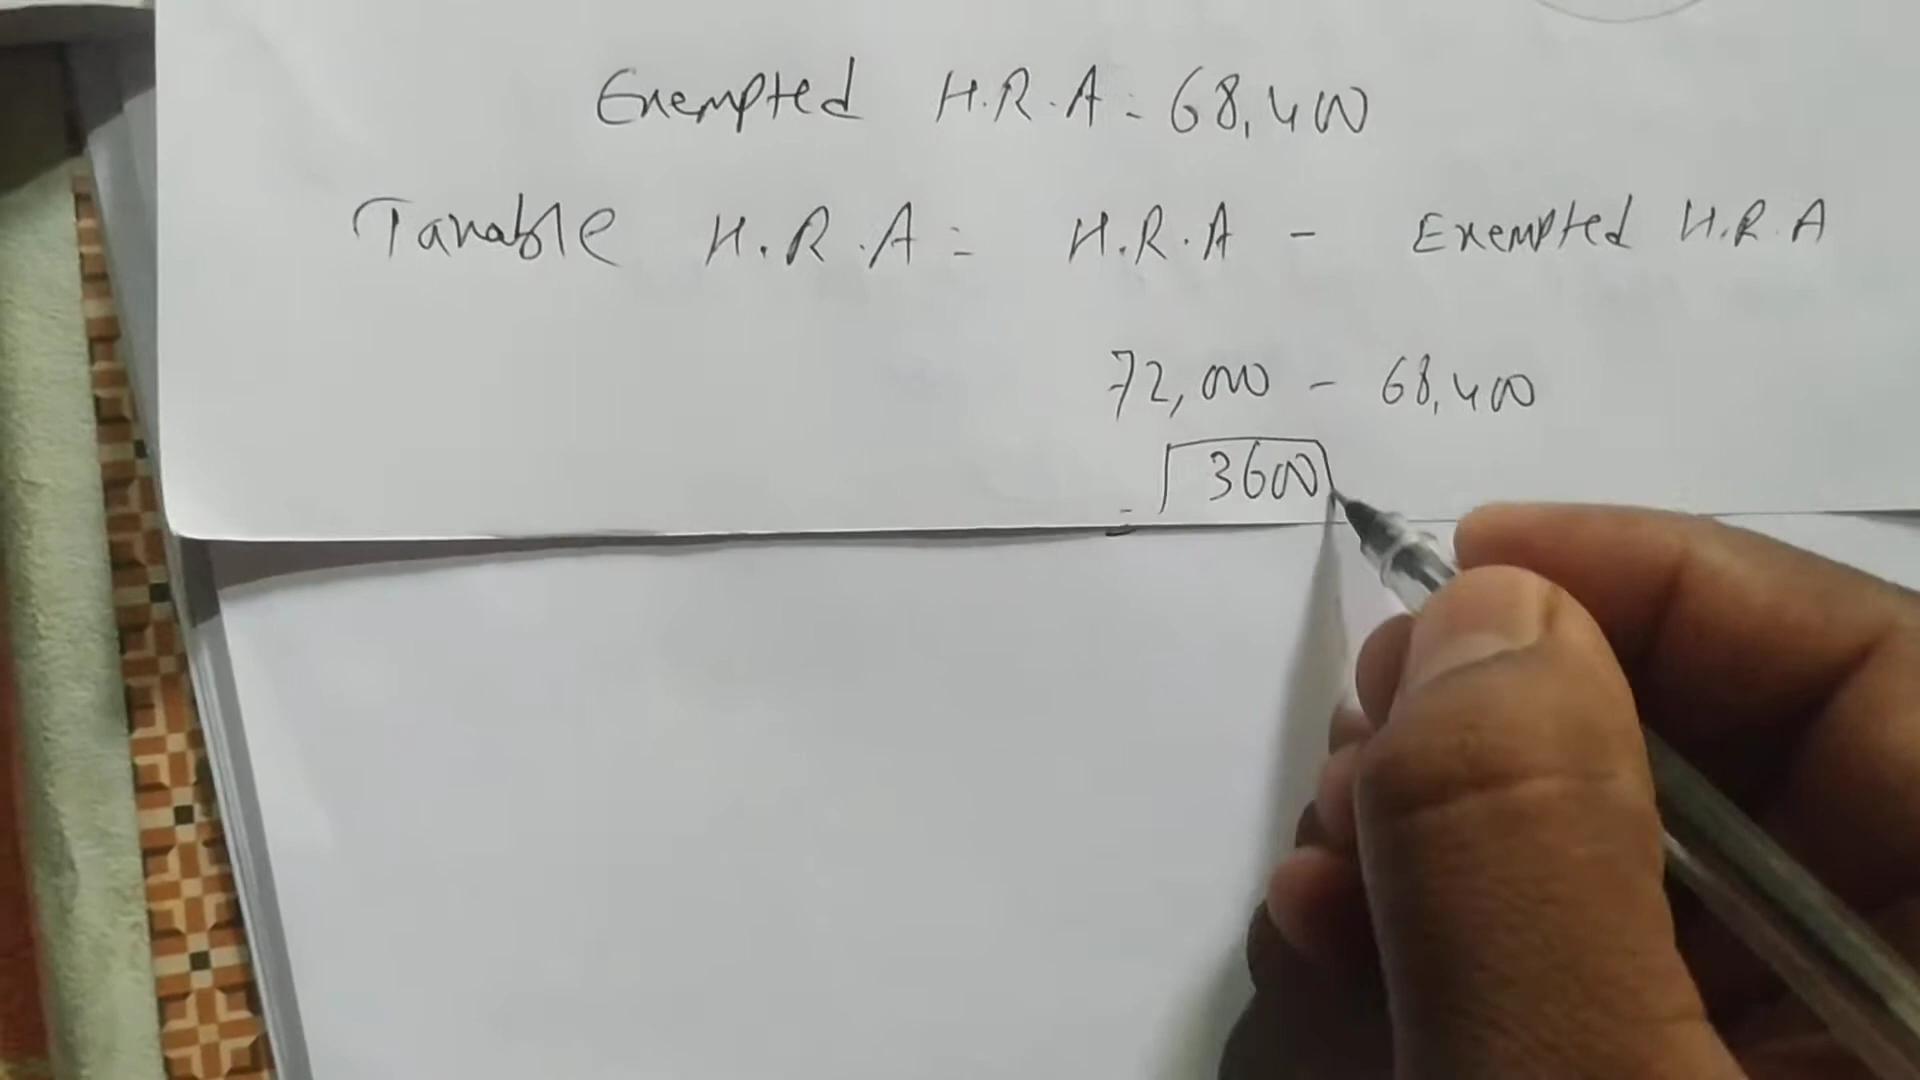 Exempted H.R.A = 68,400
Taxable H.R.A = H.R.A - Exempted H.R.A
72,000 - 68,400
= 3600